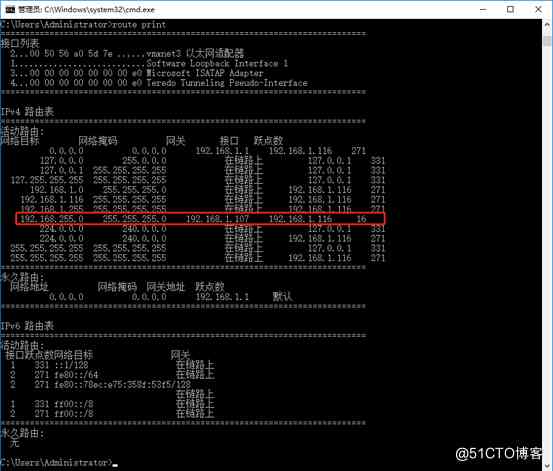 管理员: C:\Windows\system32\cmd.exe
C:\Users\Administrator>route print
===========================================================================
接口列表
2...00 50 56 a0 5d 7e ......vmxnet3 以太网适配器
1...........................Software Loopback Interface 1
3...00 00 00 00 00 00 00 e0 Microsoft ISATAP Adapter
4...00 00 00 00 00 00 00 e0 Teredo Tunneling Pseudo-Interface
===========================================================================
IPv4 路由表
===========================================================================
活动路由:
网络目标 网络掩码 网关 接口 跃点数
0.0.0.0 0.0.0.0 192.168.1.1 192.168.1.116 271
127.0.0.0 255.0.0.0 在链路上 127.0.0.1 331
127.0.0.1 255.255.255.255 在链路上 127.0.0.1 331
127.255.255.255 255.255.255.255 在链路上 127.0.0.1 331
192.168.1.0 255.255.255.0 在链路上 192.168.1.116 271
192.168.1.116 255.255.255.255 在链路上 192.168.1.116 271
192.168.1.255 255.255.255.255 在链路上 192.168.1.116 271
192.168.255.0 255.255.255.0 192.168.1.107 192.168.1.116 16
224.0.0.0 240.0.0.0 在链路上 127.0.0.1 331
224.0.0.0 240.0.0.0 在链路上 192.168.1.116 271
255.255.255.255 255.255.255.255 在链路上 127.0.0.1 331
255.255.255.255 255.255.255.255 在链路上 192.168.1.116 271
===========================================================================
永久路由:
网络地址 网络掩码 网关地址 跃点数
0.0.0.0 0.0.0.0 192.168.1.1 默认
===========================================================================
IPv6 路由表
===========================================================================
活动路由:
接口跃点数网络目标 网关
1 331 ::1/128 在链路上
2 271 fe80::/64 在链路上
2 271 fe80::78ec:e75:358f:53f5/128
在链路上
1 331 ff00::/8 在链路上
2 271 ff00::/8 在链路上
===========================================================================
永久路由:
无
C:\Users\Administrator>
@51CTO博客